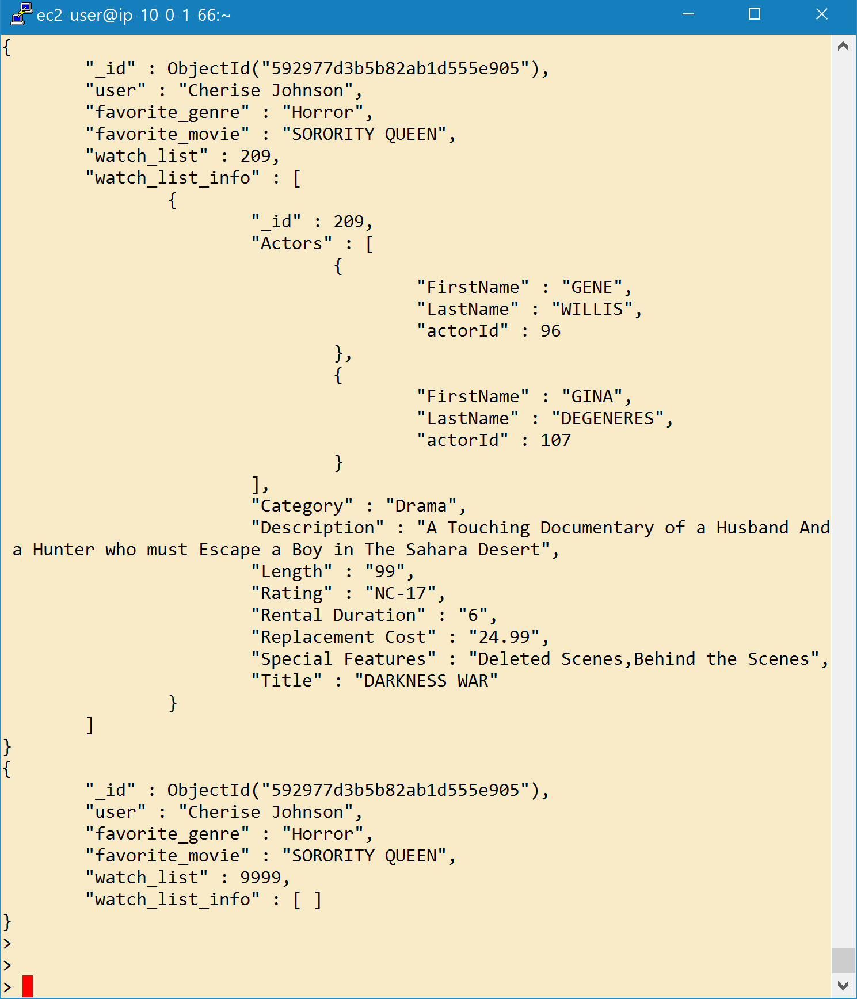 ec2-user@ip-10-0-1-66:~
{
        "_id" : ObjectId("592977d3b5b82ab1d555e905"),
        "user" : "Cherise Johnson",
        "favorite_genre" : "Horror",
        "favorite_movie" : "SORORITY QUEEN",
        "watch_list" : 209,
        "watch_list_info" : [
                {
                        "_id" : 209,
                        "Actors" : [
                                {
                                        "FirstName" : "GENE",
                                        "LastName" : "WILLIS",
                                        "actorId" : 96
                                },
                                {
                                        "FirstName" : "GINA",
                                        "LastName" : "DEGENERES",
                                        "actorId" : 107
                                }
                        ],
                        "Category" : "Drama",
                        "Description" : "A Touching Documentary of a Husband And
 a Hunter who must Escape a Boy in The Sahara Desert",
                        "Length" : "99",
                        "Rating" : "NC-17",
                        "Rental Duration" : "6",
                        "Replacement Cost" : "24.99",
                        "Special Features" : "Deleted Scenes,Behind the Scenes",
                        "Title" : "DARKNESS WAR"
                }
        ]
}
{
        "_id" : ObjectId("592977d3b5b82ab1d555e905"),
        "user" : "Cherise Johnson",
        "favorite_genre" : "Horror",
        "favorite_movie" : "SORORITY QUEEN",
        "watch_list" : 9999,
        "watch_list_info" : [ ]
}
>
>
>